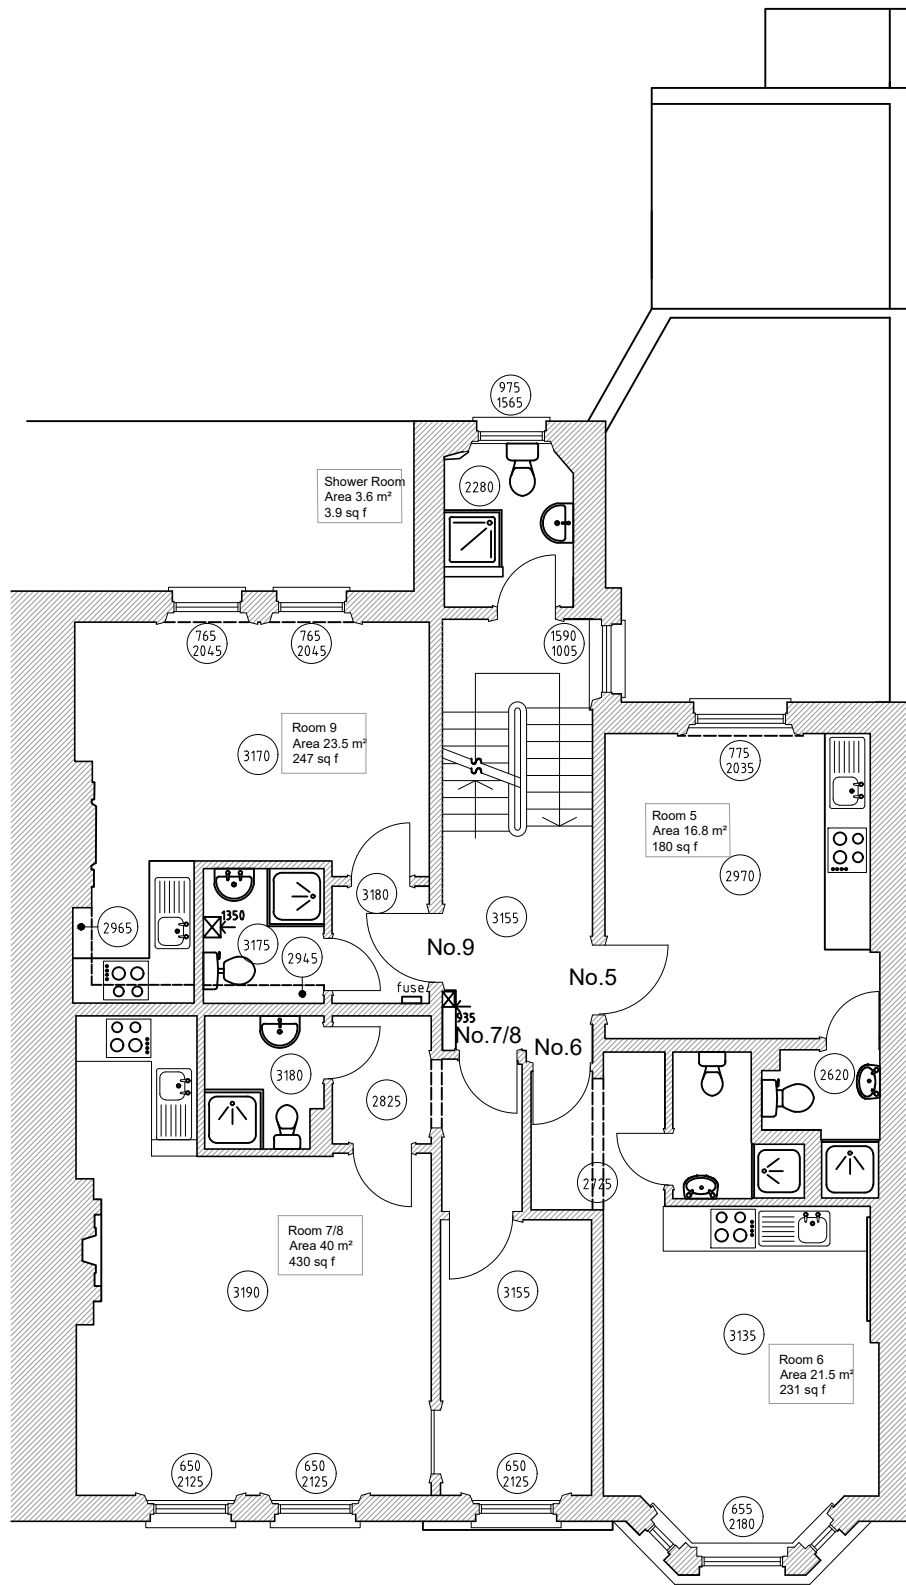 975
1565
Shower Room
Area 3.6 m²
3.9 sq f
2280
765
2045
765
2045
1590
1005
Room 9
Area 23.5 m²
247 sq f
3170
775
2035
Room 5
Area 16.8 m²
180 sq f
2970
3180
1350
2965
3175
2945
3155
No.9
No.5
fuse
935
No.7/8
No.6
3180
2825
2620
2725
Room 7/8
Area 40 m²
430 sq f
3190
3155
3135
Room 6
Area 21.5 m²
231 sq f
650
2125
650
2125
650
2125
655
2180